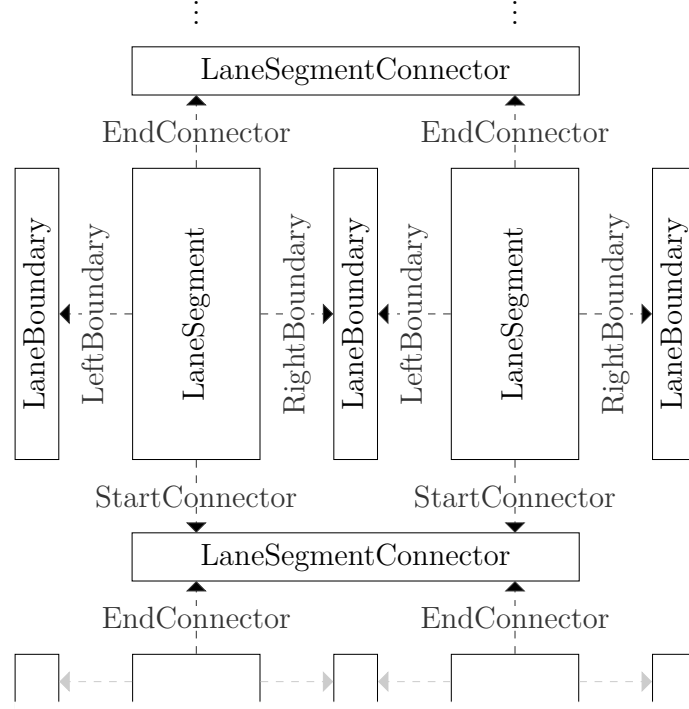 LaneSegmentConnector
EndConnector EndConnector
LaneBoundary LeftBoundary LaneSegment RightBoundary LaneBoundary LeftBoundary LaneSegment RightBoundary LaneBoundary
StartConnector StartConnector
LaneSegmentConnector
EndConnector EndConnector